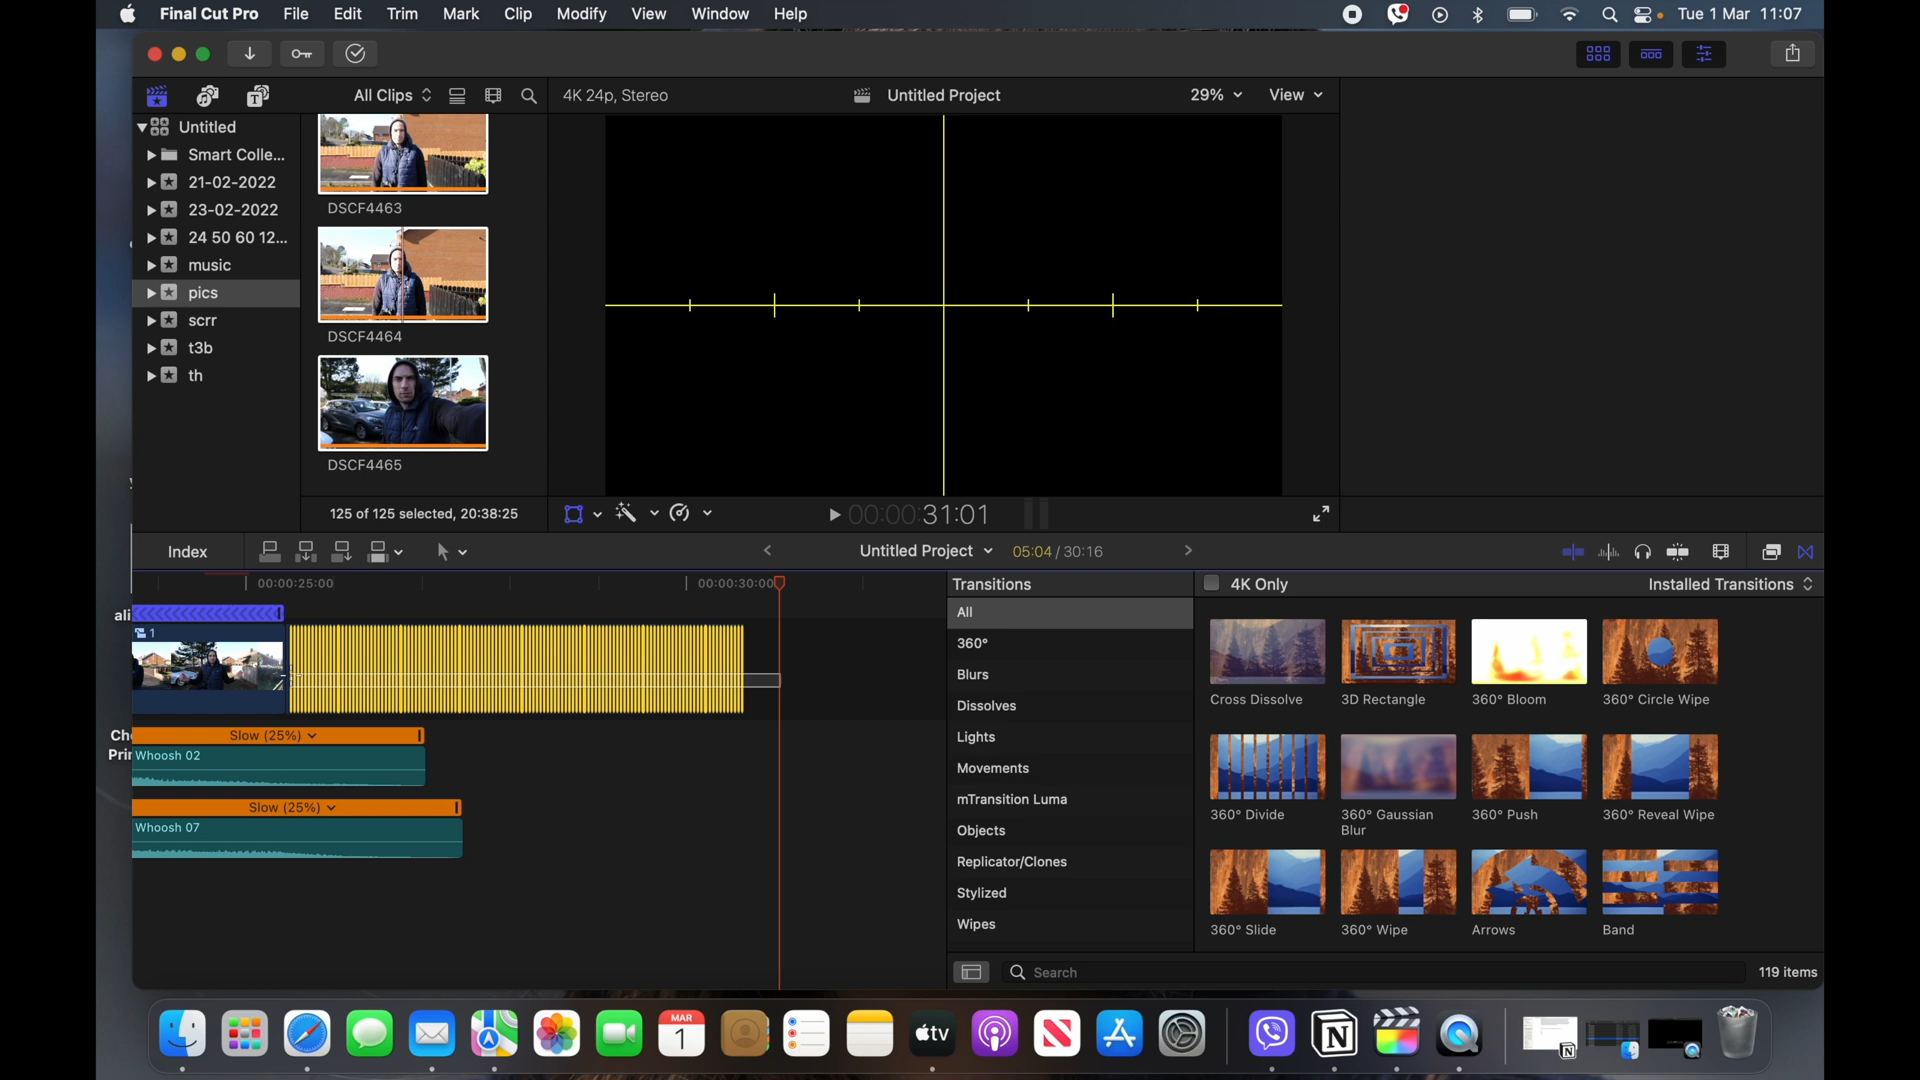 Final Cut Pro File Edit Trim Mark Clip Modify View Window Help Tue 1 Mar 11:07
All Clips 4K 24p, Stereo Untitled Project 29% View
Untitled
Smart Colle...
21-02-2022
23-02-2022
24 50 60 12...
music
pics
scrr
t3b
th
DSCF4463
DSCF4464
DSCF4465
125 of 125 selected, 20:38:25
00:00:31:01
Index Untitled Project 05:04 / 30:16
00:00:25:00 00:00:30:00
ali
1
Slow (25%)
Whoosh 02
Slow (25%)
Whoosh 07
Che
Prin
Transitions
All
360°
Blurs
Dissolves
Lights
Movements
mTransition Luma
Objects
Replicator/Clones
Stylized
Wipes
4K Only Installed Transitions
Cross Dissolve 3D Rectangle 360° Bloom 360° Circle Wipe
360° Divide 360° Gaussian Blur 360° Push 360° Reveal Wipe
360° Slide 360° Wipe Arrows Band
Search 119 items
MAR
1
tv